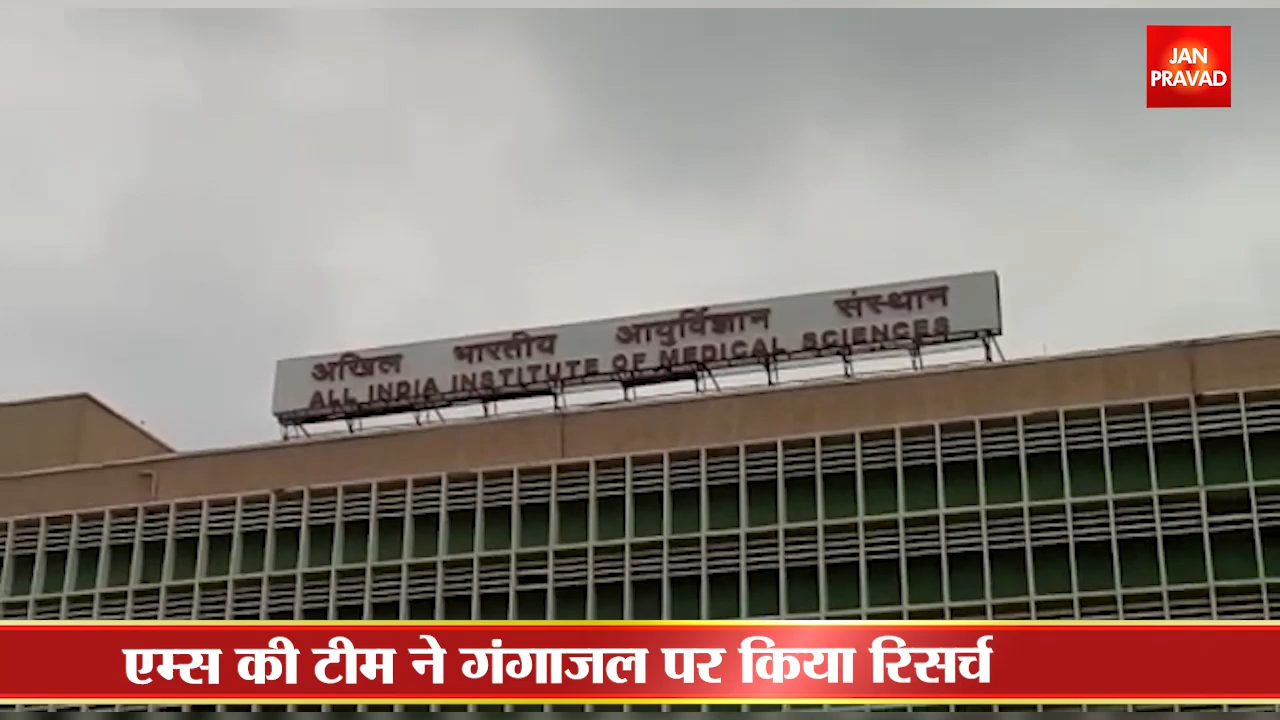 JAN
PRAVAD
अखिल भारतीय आयुर्विज्ञान संस्थान
ALL INDIA INSTITUTE OF MEDICAL SCIENCES
एम्स की टीम ने गंगाजल पर किया रिसर्च